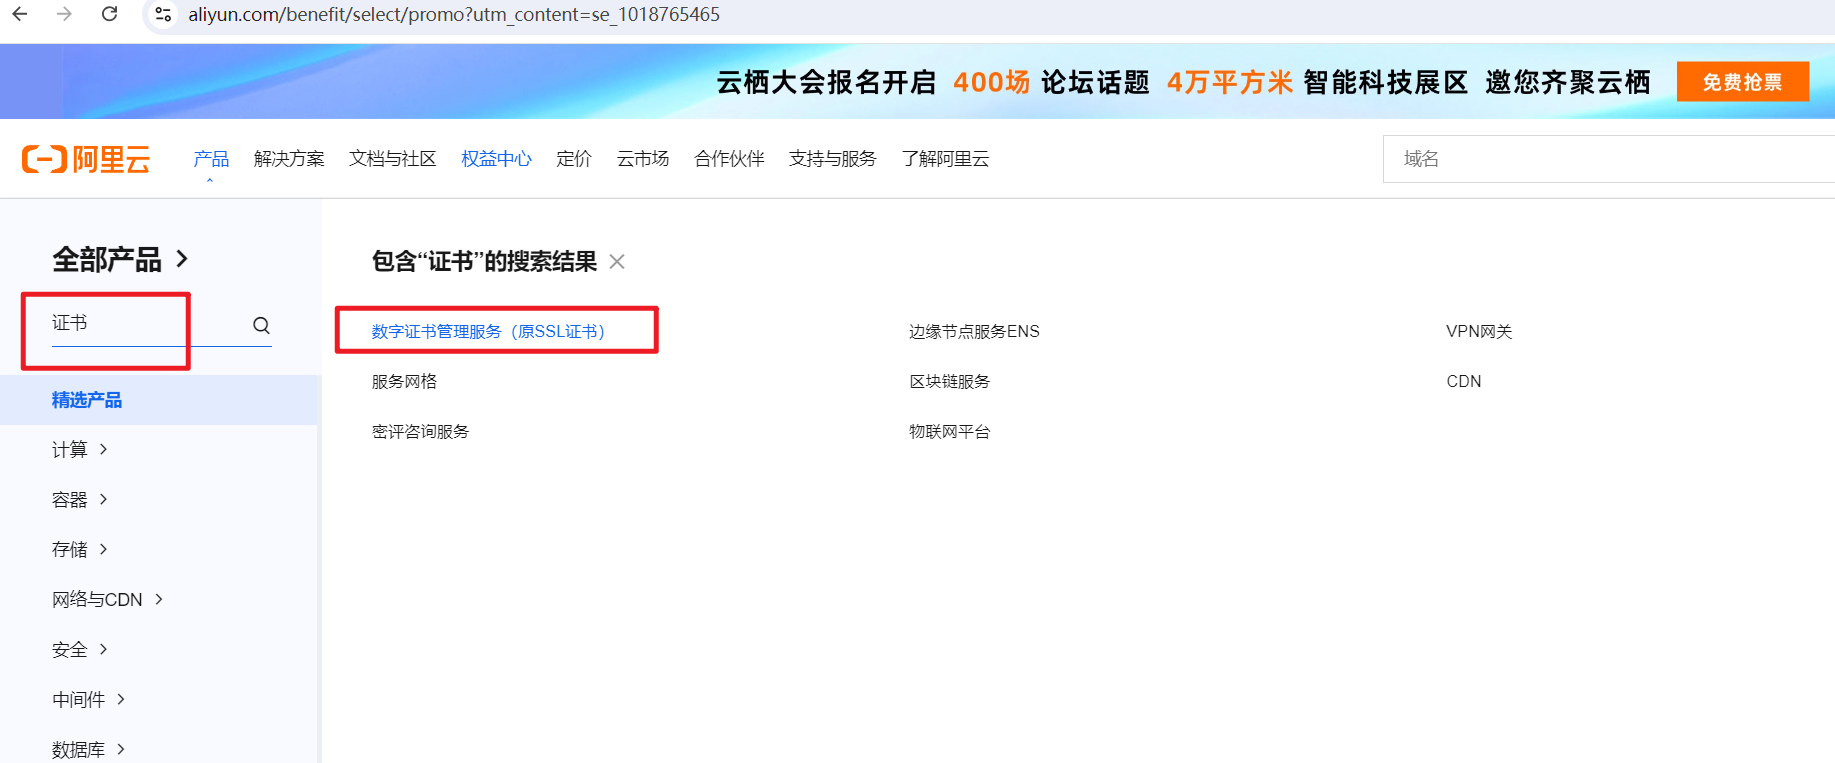 aliyun.com/benefit/select/promo?utm_content=se_1018765465
云栖大会报名开启 400场 论坛话题 4万平方米 智能科技展区 邀您齐聚云栖 免费抢票
阿里云 产品 解决方案 文档与社区 权益中心 定价 云市场 合作伙伴 支持与服务 了解阿里云 域名
全部产品
证书
精选产品
计算
容器
存储
网络与CDN
安全
中间件
数据库
包含“证书”的搜索结果
数字证书管理服务（原SSL证书） 边缘节点服务ENS VPN网关
服务网格 区块链服务 CDN
密评咨询服务 物联网平台